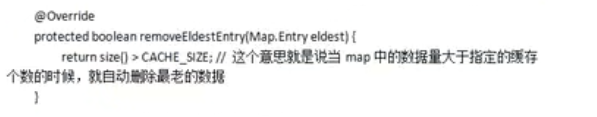 @Override
protected boolean removeEldestEntry(Map.Entry eldest) {
return size() > CACHE_SIZE; // 这个意思就是说当 map 中的数据量大于指定的缓存
个数的时候，就自动删除最老的数据
}